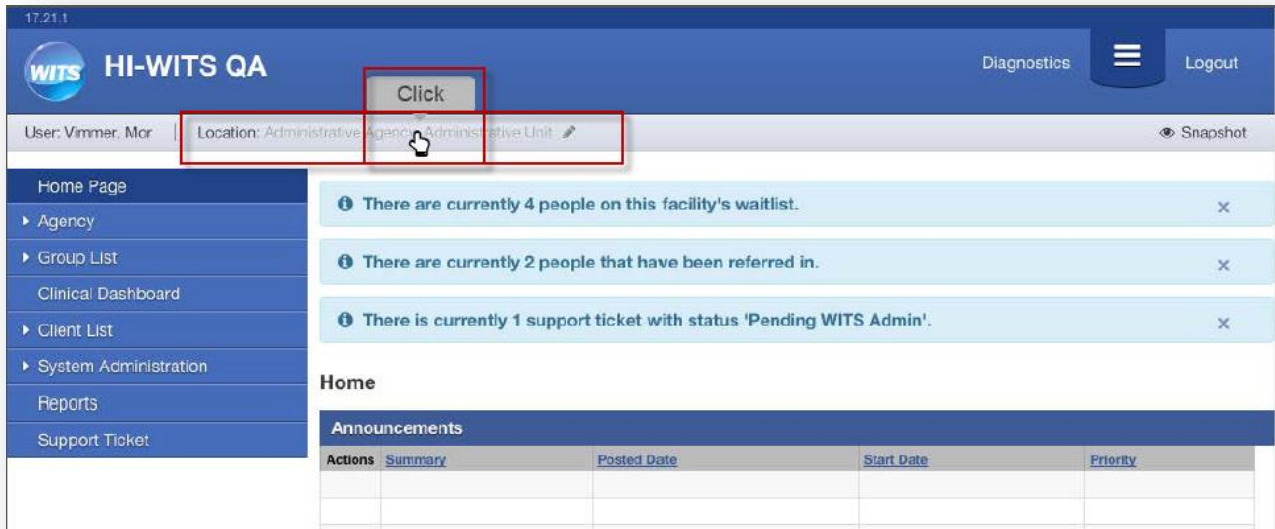 17.21.1
WITS HI-WITS QA
Diagnostics
Logout
Click
User: Vimmer, Mor
Location: Administrative Agency, Administrative Unit
Snapshot
Home Page
Agency
Group List
Clinical Dashboard
Client List
System Administration
Reports
Support Ticket
There are currently 4 people on this facility's waitlist.
There are currently 2 people that have been referred in.
There is currently 1 support ticket with status 'Pending WITS Admin'.
Home
Announcements
Actions Summary Posted Date Start Date Priority